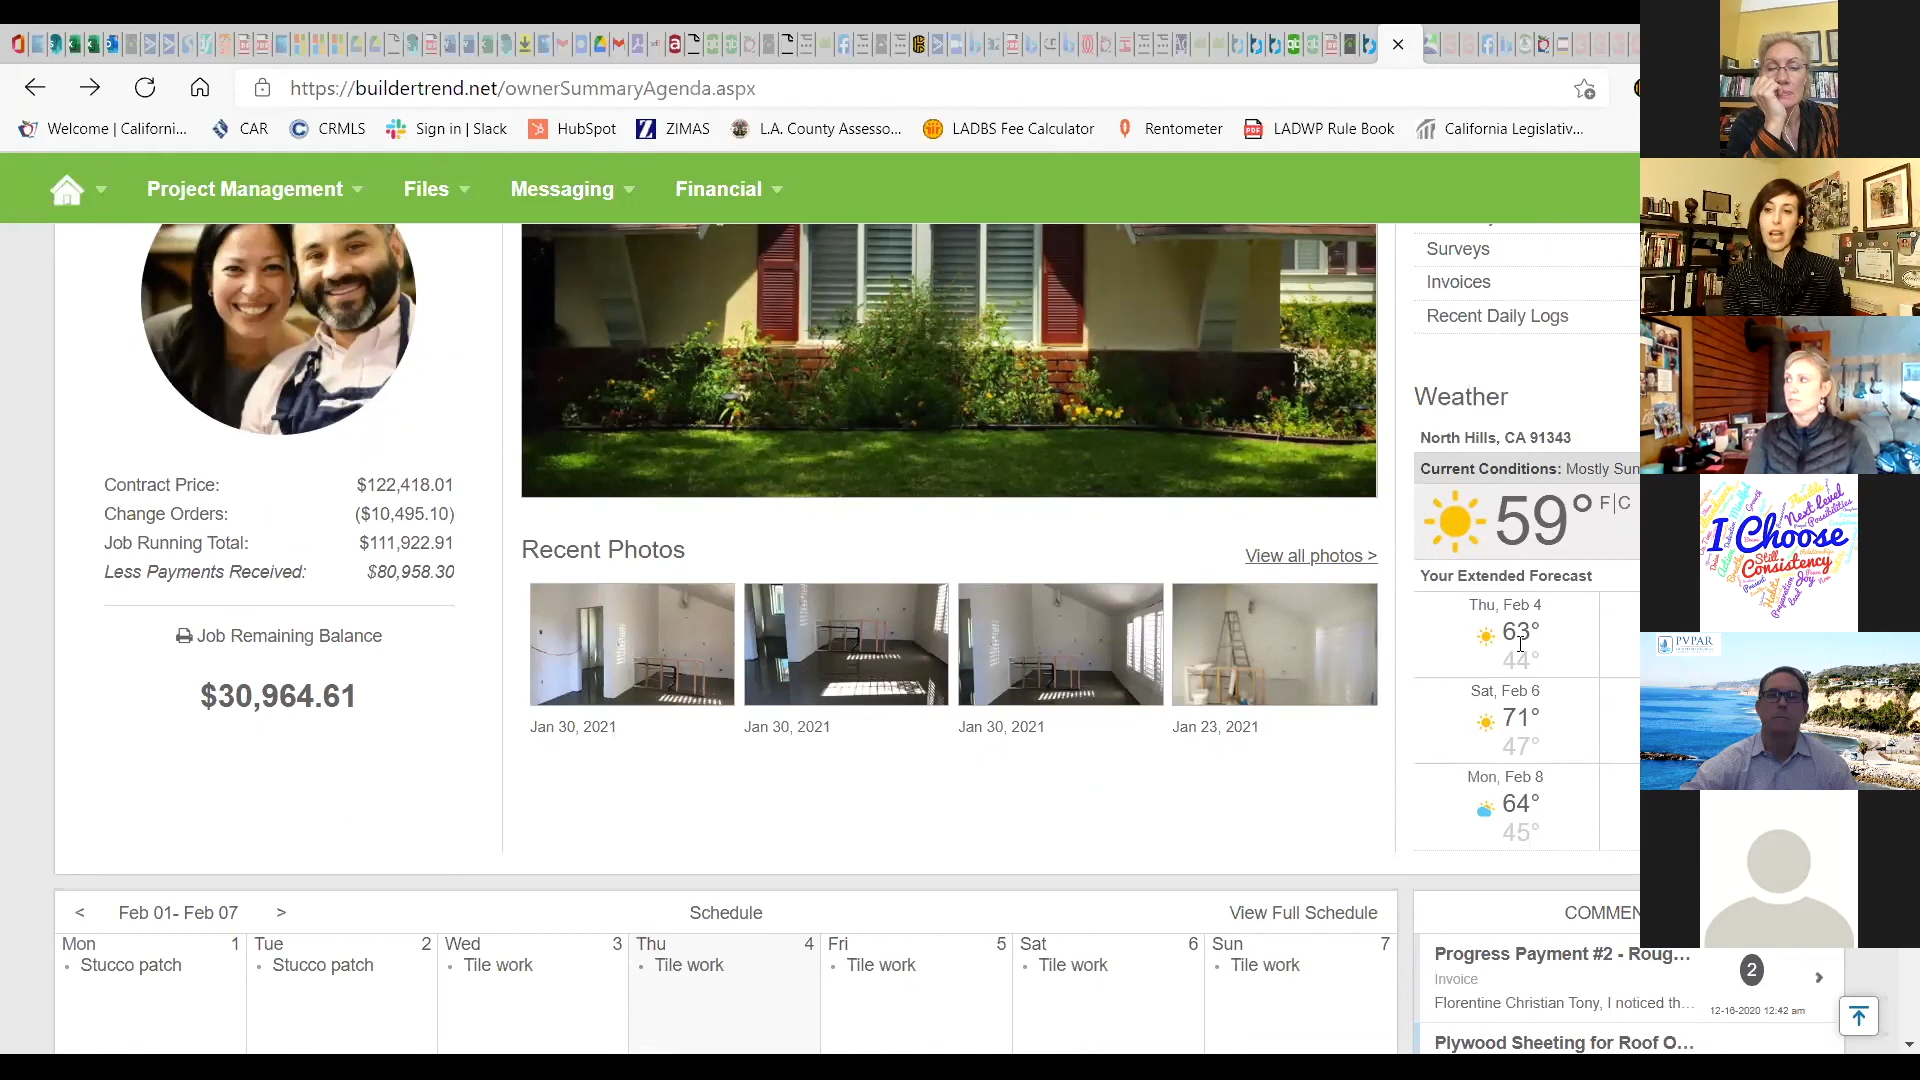 https://buildertrend.net/ownerSummaryAgenda.aspx
Welcome | Californi...
CAR
CRMLS
Sign in | Slack
HubSpot
ZIMAS
L.A. County Assesso...
LADBS Fee Calculator
Rentometer
LADWP Rule Book
California Legislativ...
Project Management
Files
Messaging
Financial
Surveys
Invoices
Recent Daily Logs
Weather
North Hills, CA 91343
Current Conditions: Mostly Sun
59° F|C
Your Extended Forecast
Thu, Feb 4
63°
44°
Sat, Feb 6
71°
47°
Mon, Feb 8
64°
45°
Contract Price: $122,418.01
Change Orders: ($10,495.10)
Job Running Total: $111,922.91
Less Payments Received: $80,958.30
Job Remaining Balance
$30,964.61
Recent Photos
View all photos >
Jan 30, 2021
Jan 30, 2021
Jan 30, 2021
Jan 23, 2021
< Feb 01- Feb 07 >
Schedule
View Full Schedule
Mon 1
Stucco patch
Tue 2
Stucco patch
Wed 3
Tile work
Thu 4
Tile work
Fri 5
Tile work
Sat 6
Tile work
Sun 7
Tile work
COMMEN
Progress Payment #2 - Roug...
Invoice
Florentine Christian Tony, I noticed th...
2
12-16-2020 12:42 am
Plywood Sheeting for Roof O...
I Choose
Still
Consistency
Next Level
Possibilities
Joy
Habits
PVPAR